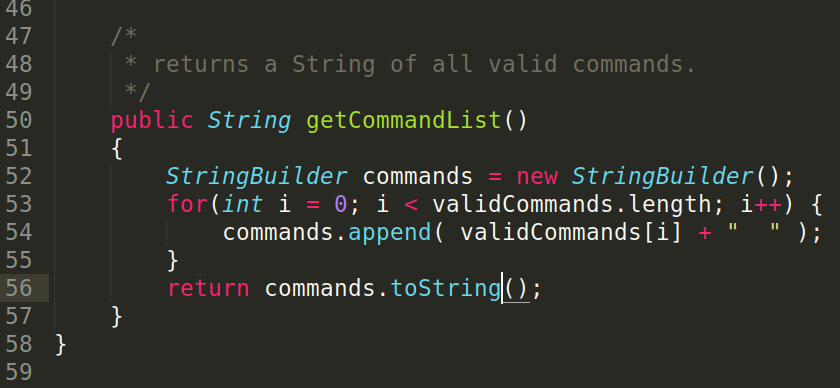 46
47 /*
48 * returns a String of all valid commands.
49 */
50 public String getCommandList()
51 {
52 StringBuilder commands = new StringBuilder();
53 for(int i = 0; i < validCommands.length; i++) {
54 commands.append( validCommands[i] + "  " );
55 }
56 return commands.toString();
57 }
58 }
59